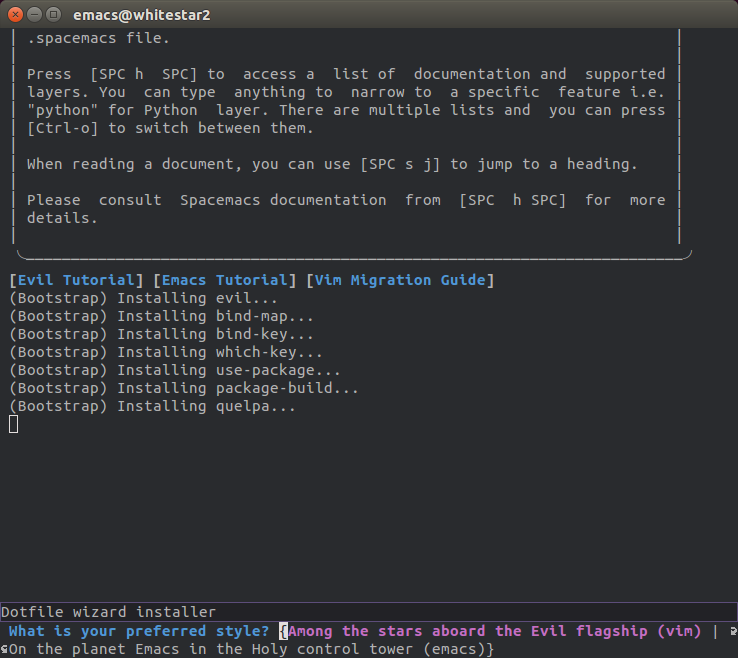 emacs@whitestar2
.spacemacs file.
Press [SPC h SPC] to access a list of documentation and supported
layers. You can type anything to narrow to a specific feature i.e.
"python" for Python layer. There are multiple lists and you can press
[Ctrl-o] to switch between them.
When reading a document, you can use [SPC s j] to jump to a heading.
Please consult Spacemacs documentation from [SPC h SPC] for more
details.
[Evil Tutorial] [Emacs Tutorial] [Vim Migration Guide]
(Bootstrap) Installing evil...
(Bootstrap) Installing bind-map...
(Bootstrap) Installing bind-key...
(Bootstrap) Installing which-key...
(Bootstrap) Installing use-package...
(Bootstrap) Installing package-build...
(Bootstrap) Installing quelpa...
Dotfile wizard installer
What is your preferred style? {Among the stars aboard the Evil flagship (vim) |
On the planet Emacs in the Holy control tower (emacs)}